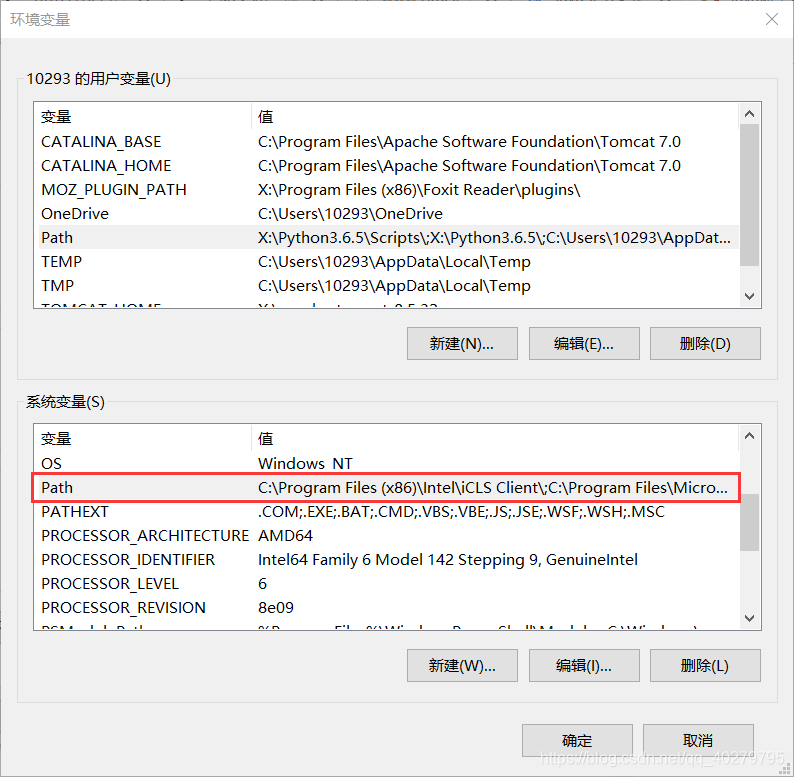 环境变量
10293 的用户变量(U)
变量 值
CATALINA_BASE C:\Program Files\Apache Software Foundation\Tomcat 7.0
CATALINA_HOME C:\Program Files\Apache Software Foundation\Tomcat 7.0
MOZ_PLUGIN_PATH X:\Program Files (x86)\Foxit Reader\plugins\
OneDrive C:\Users\10293\OneDrive
Path X:\Python3.6.5\Scripts\;X:\Python3.6.5\;C:\Users\10293\AppDat...
TEMP C:\Users\10293\AppData\Local\Temp
TMP C:\Users\10293\AppData\Local\Temp
TOMCAT_HOME
新建(N)... 编辑(E)... 删除(D)
系统变量(S)
变量 值
OS Windows_NT
Path C:\Program Files (x86)\Intel\iCLS Client\;C:\Program Files\Micro...
PATHEXT .COM;.EXE;.BAT;.CMD;.VBS;.VBE;.JS;.JSE;.WSF;.WSH;.MSC
PROCESSOR_ARCHITECTURE AMD64
PROCESSOR_IDENTIFIER Intel64 Family 6 Model 142 Stepping 9, GenuineIntel
PROCESSOR_LEVEL 6
PROCESSOR_REVISION 8e09
新建(W)... 编辑(I)... 删除(L)
确定 取消
https://blog.csdn.net/qq_40279795